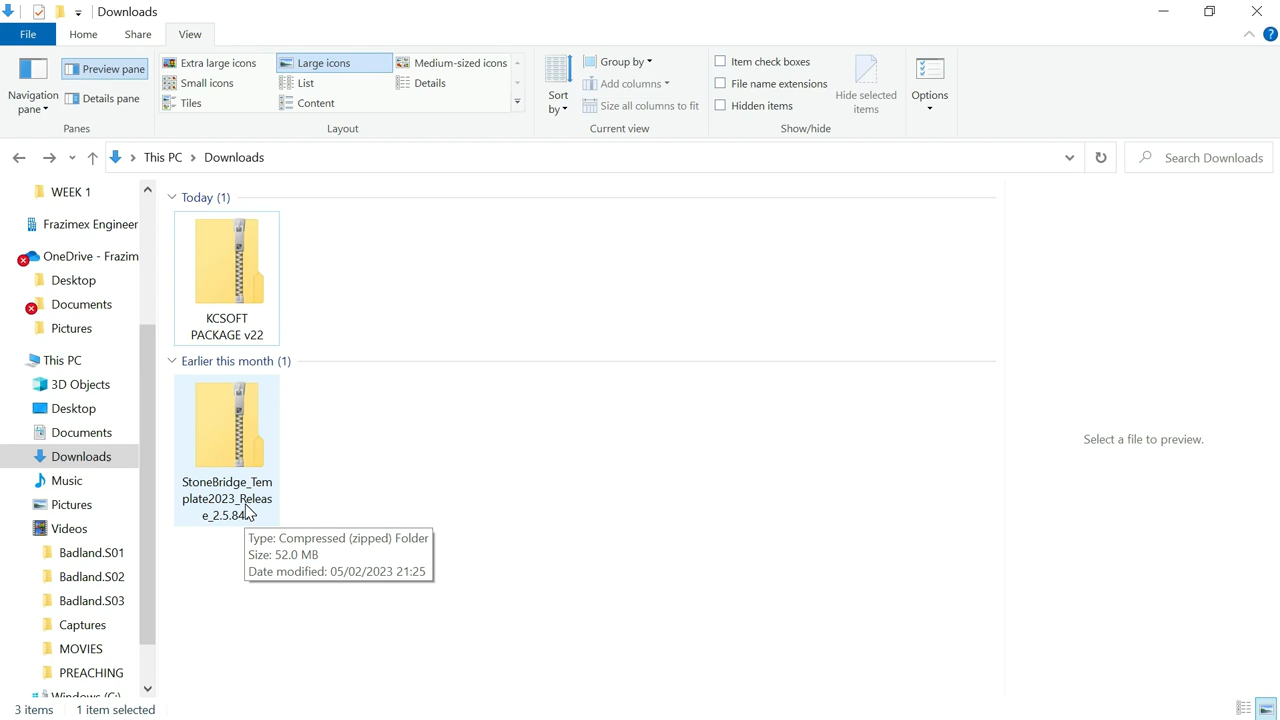 Downloads
File
Home
Share
View
Navigation
pane
Preview pane
Details pane
Panes
Extra large icons
Large icons
Medium-sized icons
Small icons
List
Details
Tiles
Content
Layout
Sort
by
Group by
Add columns
Size all columns to fit
Current view
Item check boxes
File name extensions
Hidden items
Hide selected
items
Show/hide
Options
This PC
Downloads
Search Downloads
WEEK 1
Frazimex Engineer
OneDrive - Frazim
Desktop
Documents
Pictures
This PC
3D Objects
Desktop
Documents
Downloads
Music
Pictures
Videos
Badland.S01
Badland.S02
Badland.S03
Captures
MOVIES
PREACHING
Windows (C:)
Today (1)
KCSOFT
PACKAGE v22
Earlier this month (1)
StoneBridge_Tem
plate2023_Releas
e_2.5.84
Type: Compressed (zipped) Folder
Size: 52.0 MB
Date modified: 05/02/2023 21:25
Select a file to preview.
3 items
1 item selected